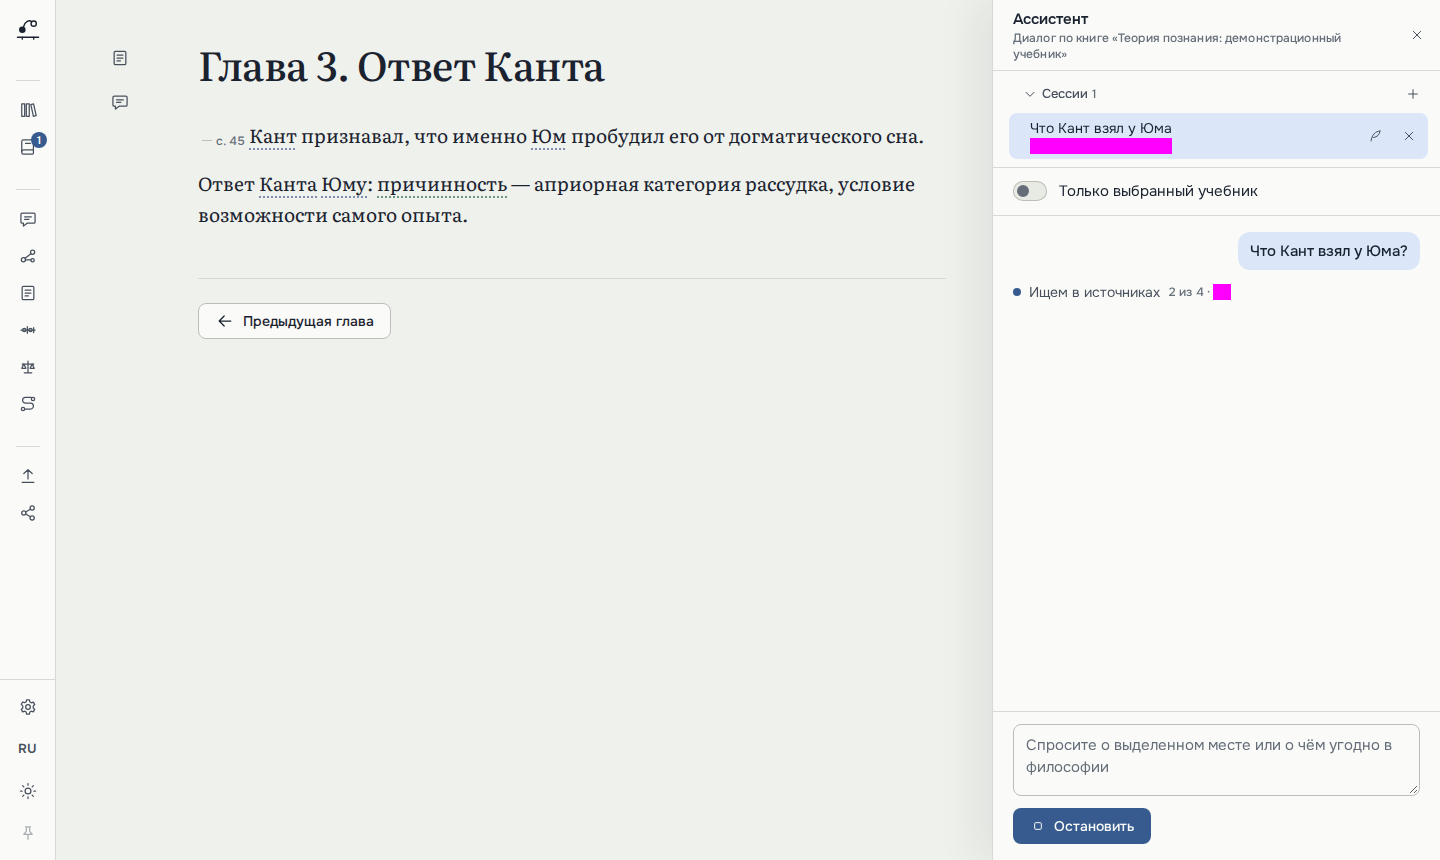 1
RU
Глава 3. Ответ Канта
— с. 45 Кант признавал, что именно Юм пробудил его от догматического сна.
Ответ Канта Юму: причинность — априорная категория рассудка, условие
возможности самого опыта.
Предыдущая глава
Ассистент
Диалог по книге «Теория познания: демонстрационный
учебник»
Сессии 1
Что Кант взял у Юма
Только выбранный учебник
Что Кант взял у Юма?
Ищем в источниках 2 из 4 ·
Спросите о выделенном месте или о чём угодно в
философии
Остановить